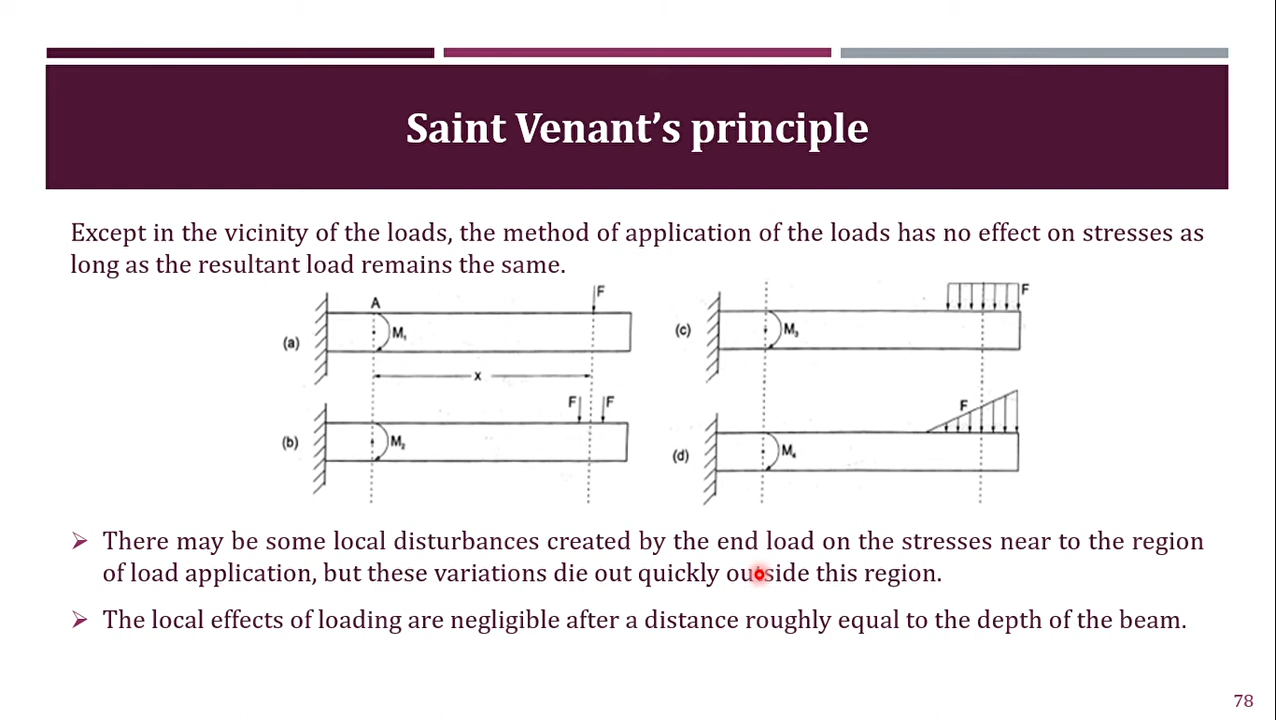 Saint Venant's principle
Except in the vicinity of the loads, the method of application of the loads has no effect on stresses as
long as the resultant load remains the same.
A
F
(a)
M₁
x
F F
(b)
M₂
F
(c)
M₃
F
(d)
M₄
There may be some local disturbances created by the end load on the stresses near to the region
of load application, but these variations die out quickly outside this region.
The local effects of loading are negligible after a distance roughly equal to the depth of the beam.
78